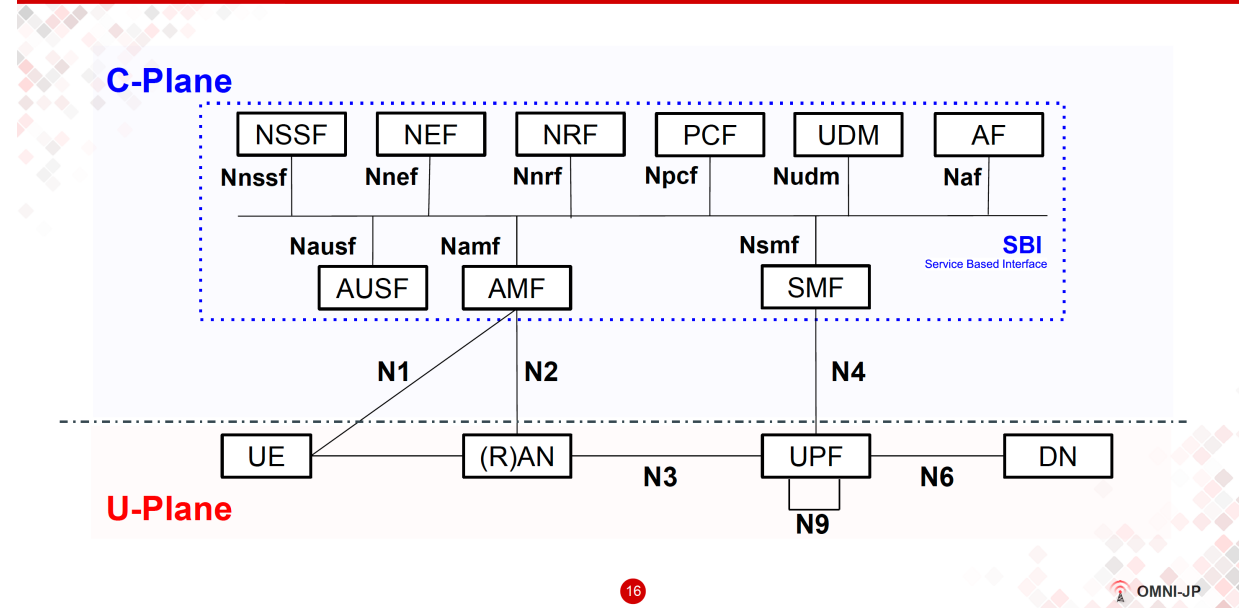 C-Plane
NSSF NEF NRF PCF UDM AF
Nnssf Nnef Nnrf Npcf Nudm Naf
Nausf Namf Nsmf SBI
Service Based Interface
AUSF AMF SMF
N1 N2 N4
UE (R)AN UPF DN
N3 N6
U-Plane
N9
16
OMNI-JP